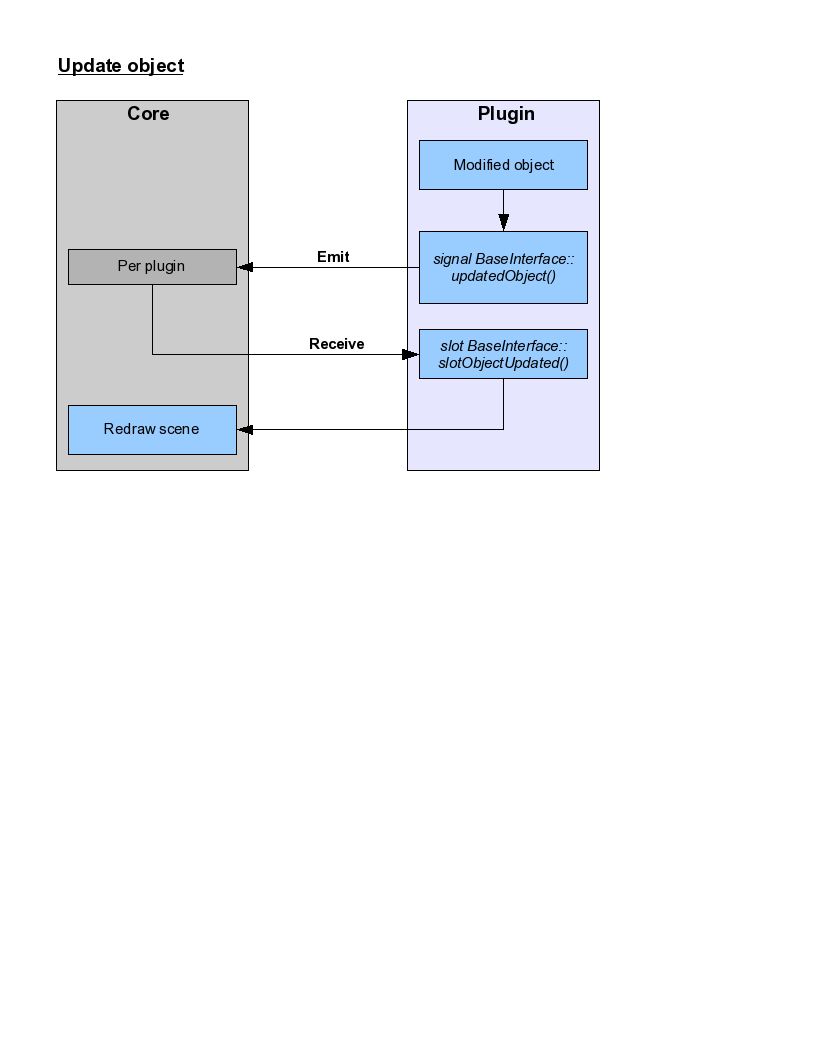 Update object
Core
Plugin
Modified object
signal BaseInterface::
updatedObject()
Emit
Per plugin
Receive
slot BaseInterface::
slotObjectUpdated()
Redraw scene